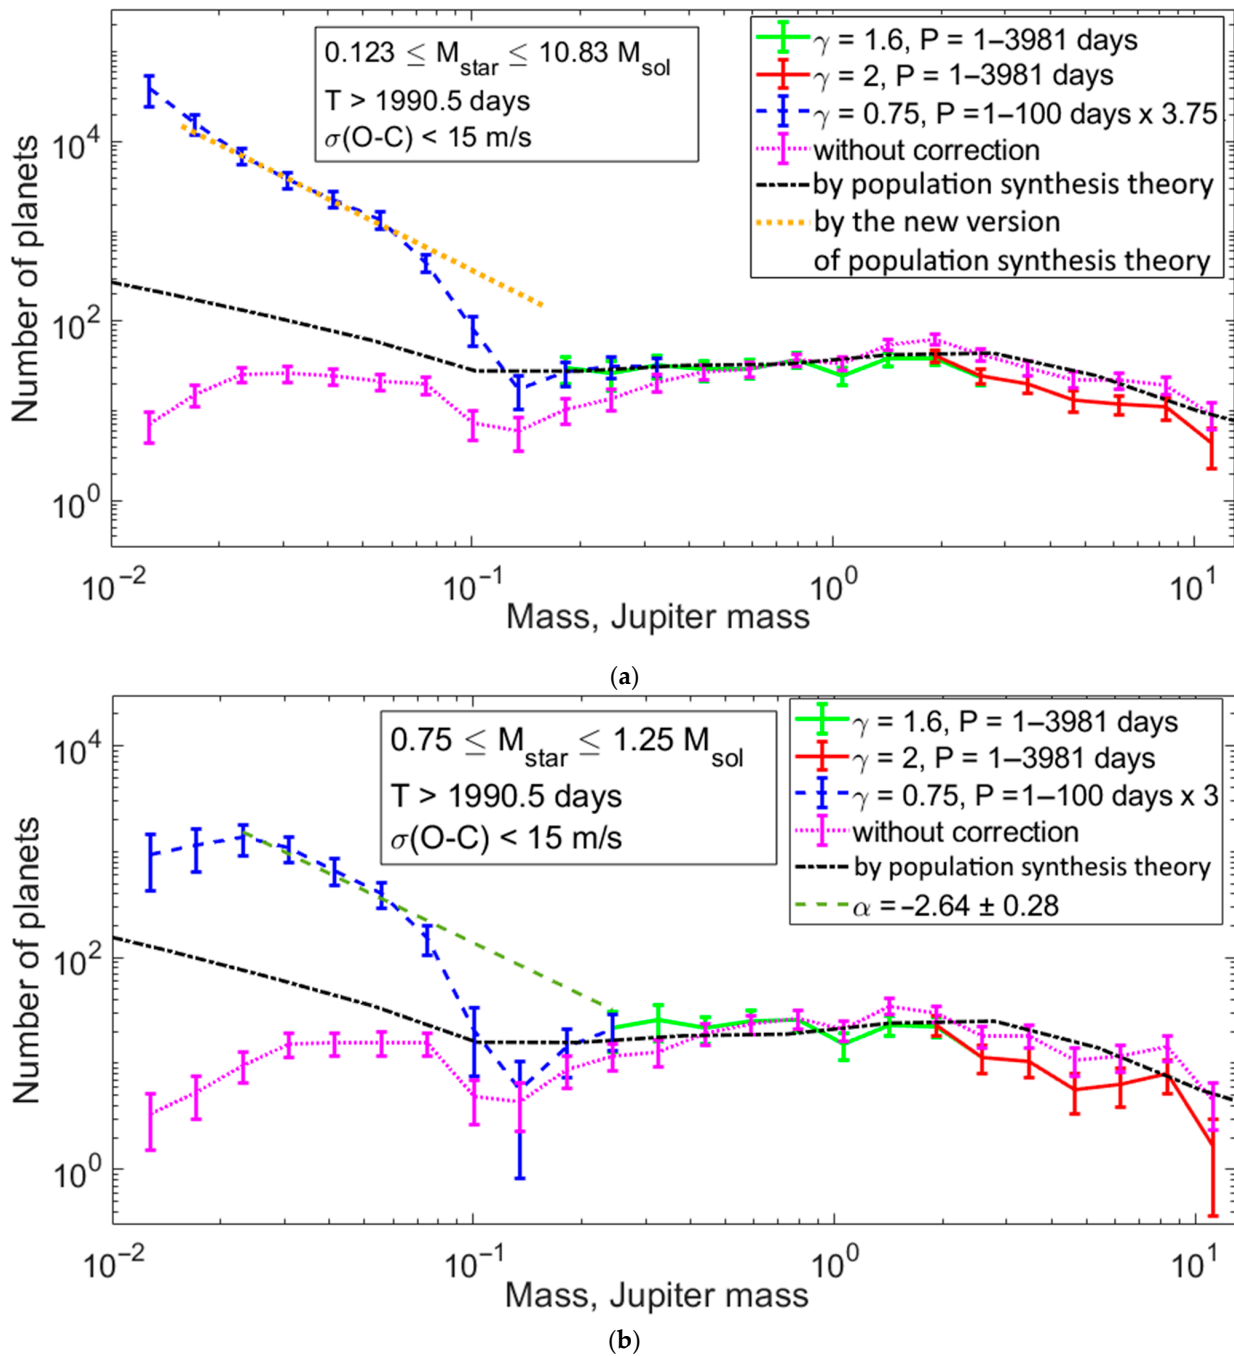 0.123 ≤ M_star ≤ 10.83 M_sol
T > 1990.5 days
σ(O-C) < 15 m/s
γ = 1.6, P = 1–3981 days
γ = 2, P = 1–3981 days
γ = 0.75, P =1–100 days x 3.75
without correction
by population synthesis theory
by the new version
of population synthesis theory
Number of planets
10^4
10^2
10^0
10^−2
10^−1
10^0
10^1
Mass, Jupiter mass
(a)
0.75 ≤ M_star ≤ 1.25 M_sol
T > 1990.5 days
σ(O-C) < 15 m/s
γ = 1.6, P = 1–3981 days
γ = 2, P = 1–3981 days
γ = 0.75, P =1–100 days x 3
without correction
by population synthesis theory
α = –2.64 ± 0.28
Number of planets
10^4
10^2
10^0
10^−2
10^−1
10^0
10^1
Mass, Jupiter mass
(b)